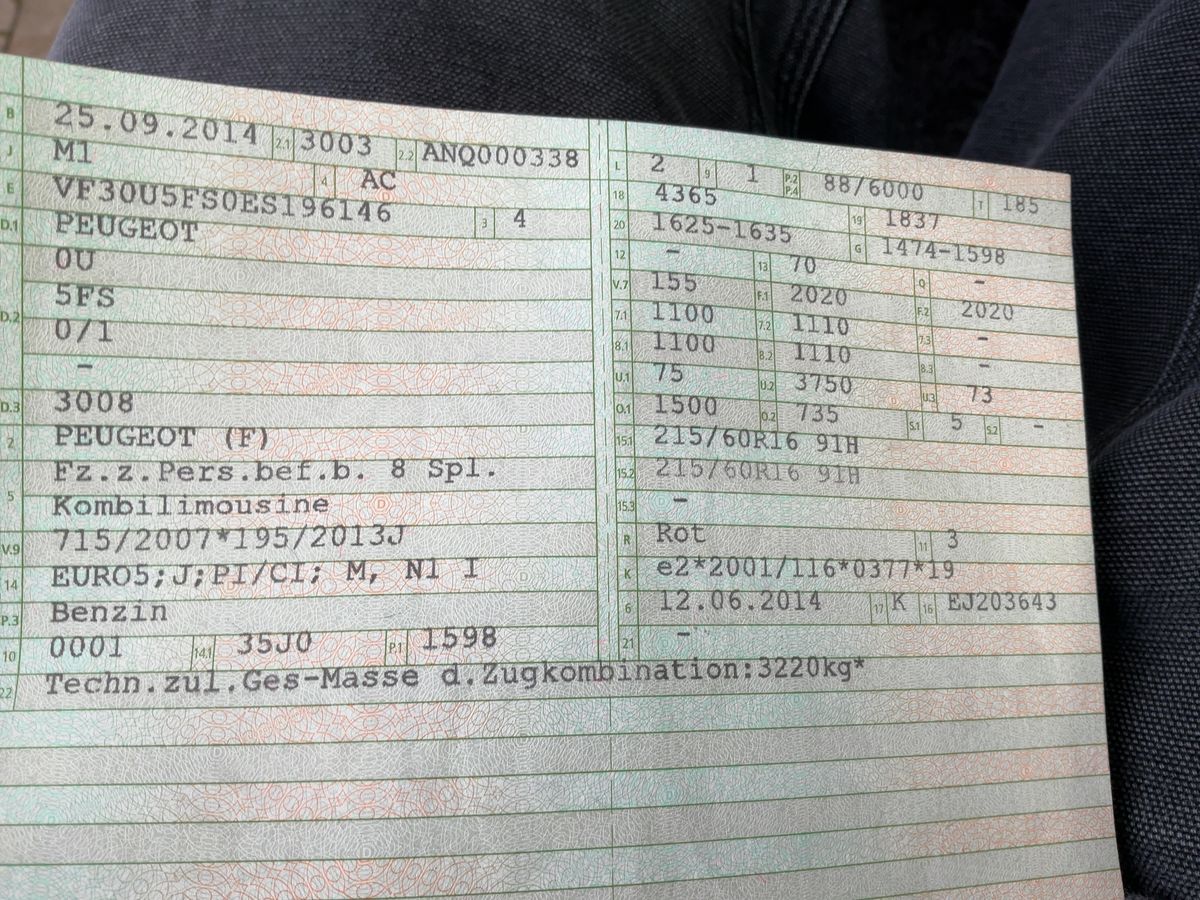 B 25.09.2014 2.1 3003 2.2 ANQ000338
J M1 4 AC
E VF30U5FS0ES196146 3 4
D.1 PEUGEOT
0U
D.2 5FS
0/1
-
D.3 3008
2 PEUGEOT (F)
Fz.z.Pers.bef.b. 8 Spl.
5 Kombilimousine
V.9 715/2007*195/2013J
14 EURO5;J;PI/CI; M, N1 I
P.3 Benzin
10 0001 14.1 35J0 P.1 1598
L 2 9 1 P.2 P.4 88/6000 T 185
18 4365 19 1837
20 1625-1635 G 1474-1598
12 - 13 70 Q -
V.7 155 F.1 2020 F.2 2020
7.1 1100 7.2 1110 7.3 -
8.1 1100 8.2 1110 8.3 -
U.1 75 U.2 3750 U.3 73
O.1 1500 O.2 735 S.1 5 S.2 -
15.1 215/60R16 91H
15.2 215/60R16 91H
15.3 -
R Rot 11 3
K e2*2001/116*0377*19
6 12.06.2014 17 K 16 EJ203643
21 -
22 Techn.zul.Ges-Masse d.Zugkombination:3220kg*